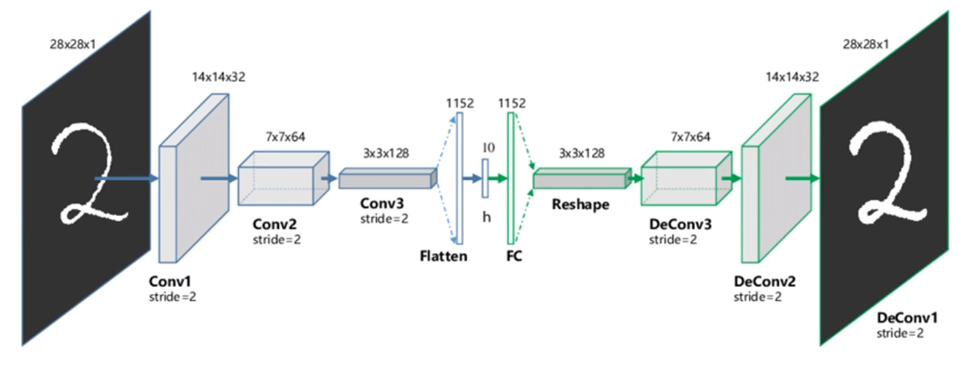 28x28x1
2
14x14x32
Conv1
stride=2
7x7x64
Conv2
stride=2
3x3x128
Conv3
stride=2
1152
Flatten
10
h
1152
FC
3x3x128
Reshape
7x7x64
DeConv3
stride=2
14x14x32
DeConv2
stride=2
28x28x1
2
DeConv1
stride=2